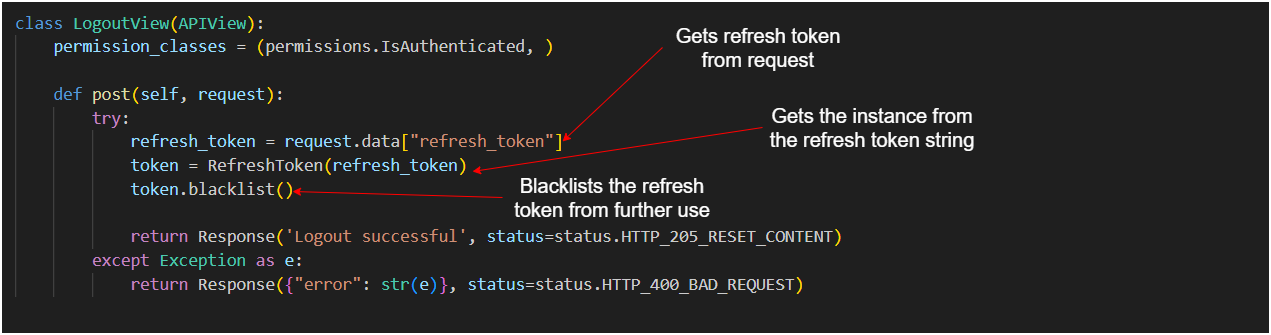 class LogoutView(APIView):
    permission_classes = (permissions.IsAuthenticated, )
Gets refresh token
from request
    def post(self, request):
        try:
            refresh_token = request.data["refresh_token"]
            token = RefreshToken(refresh_token)
            token.blacklist()
Gets the instance from
the refresh token string
Blacklists the refresh
token from further use
            return Response('Logout successful', status=status.HTTP_205_RESET_CONTENT)
        except Exception as e:
            return Response({"error": str(e)}, status=status.HTTP_400_BAD_REQUEST)